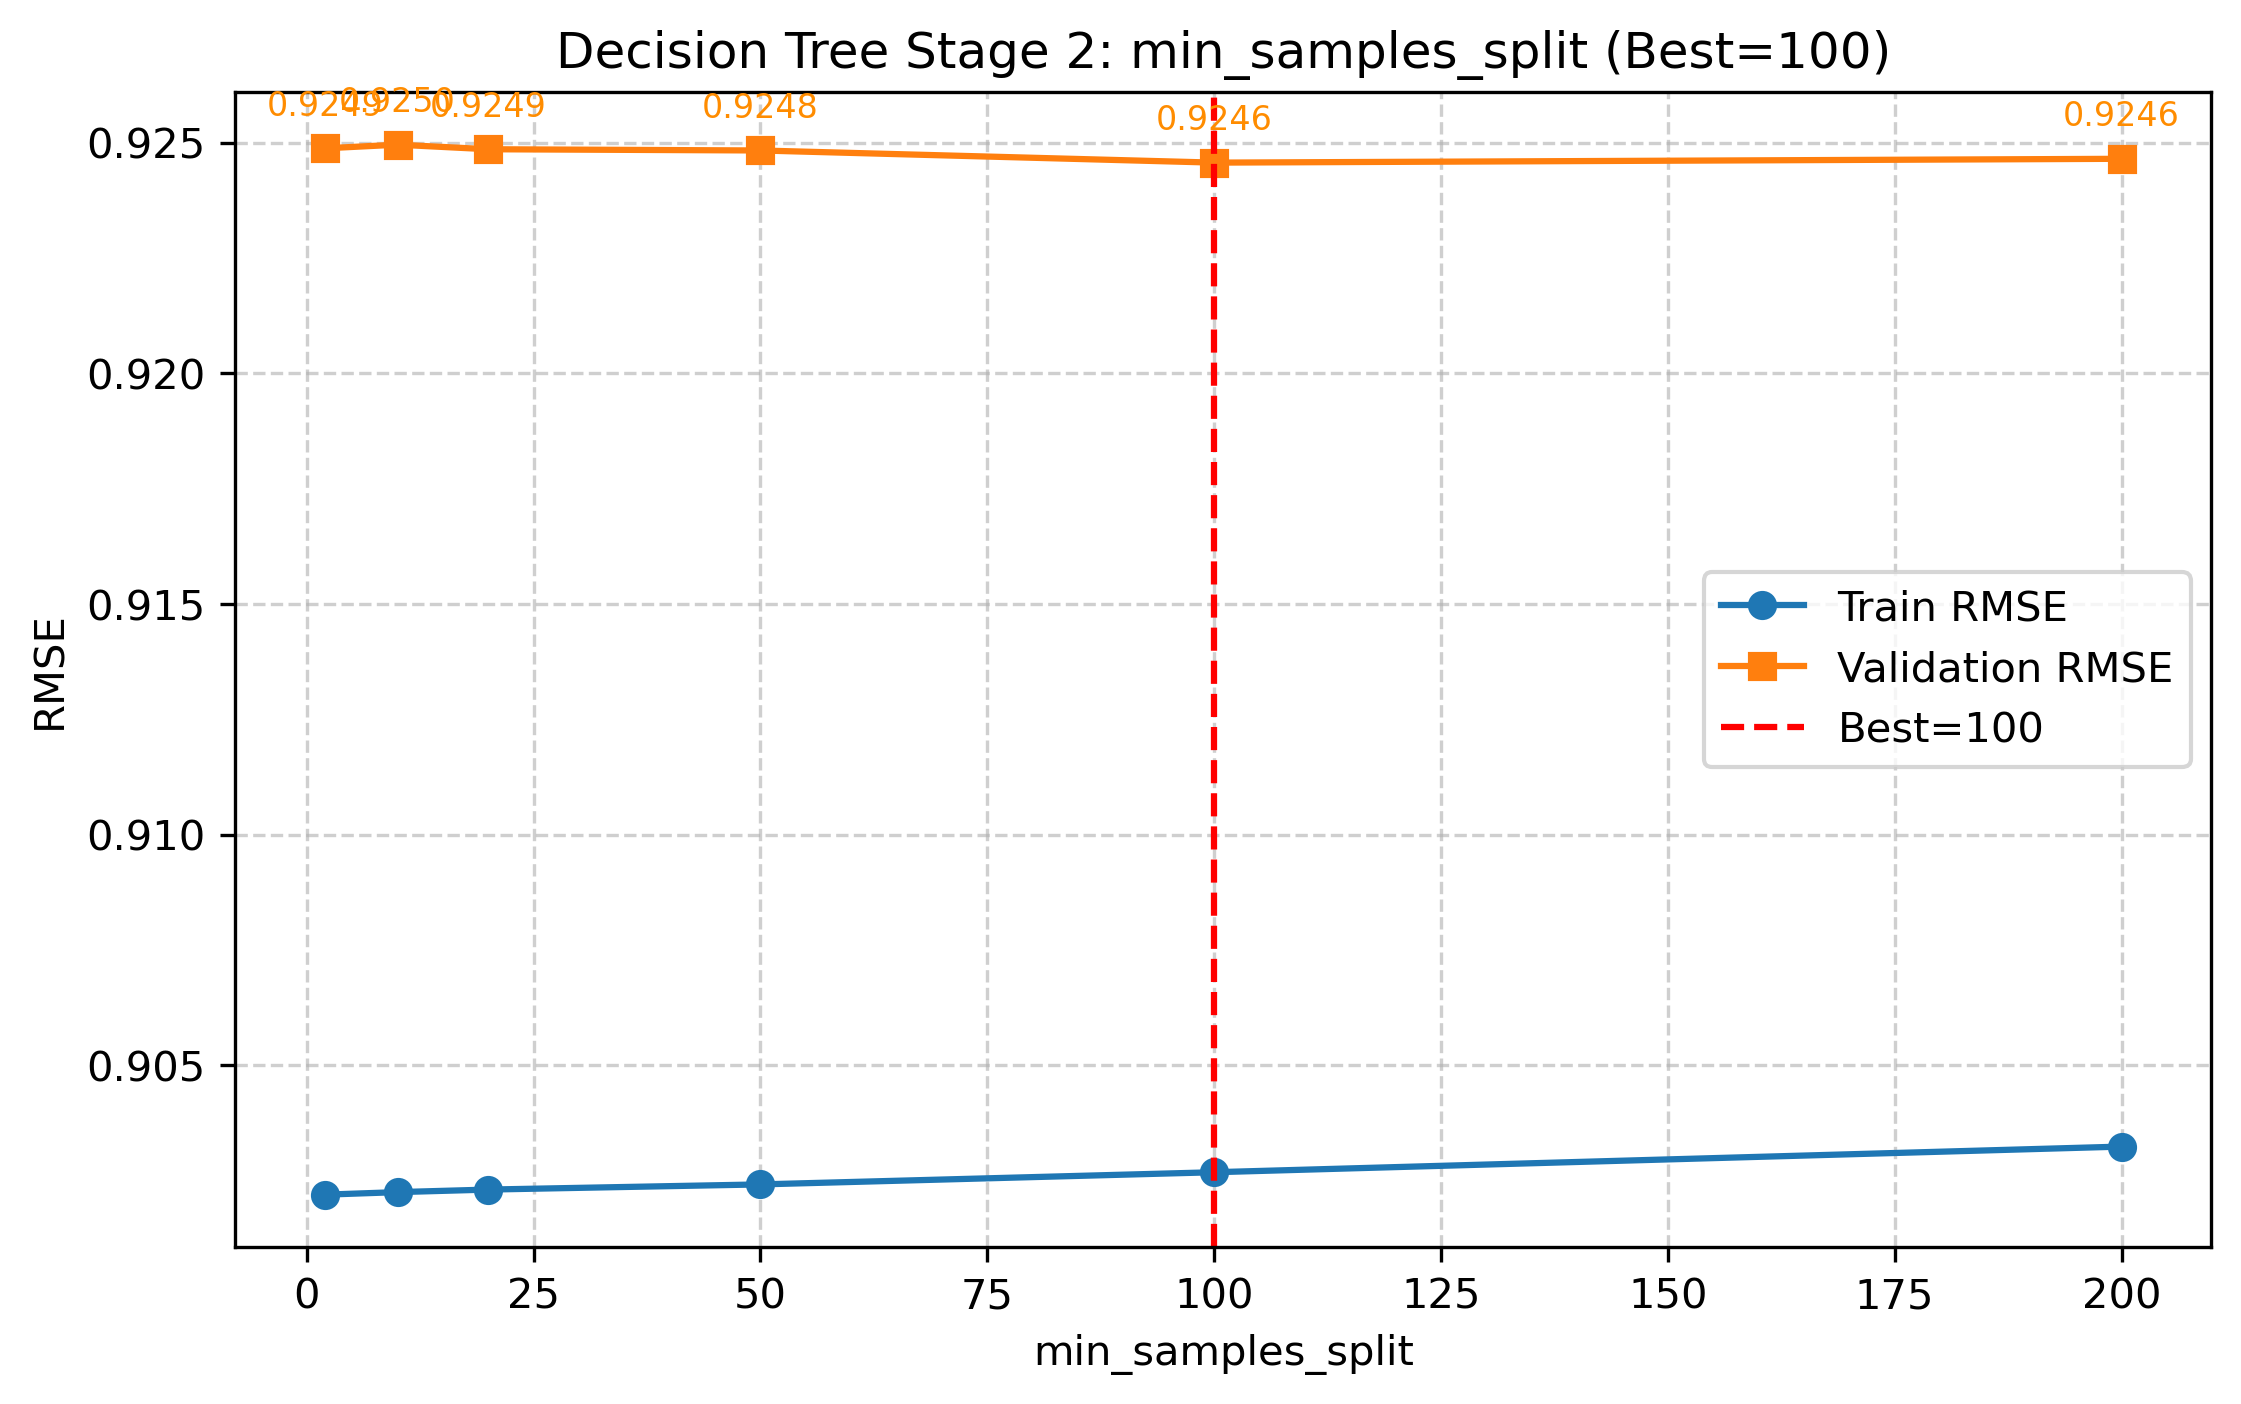 Decision Tree Stage 2: min_samples_split (Best=100)
0.9249 0.9250 0.9249 0.9248 0.9246 0.9246
0.925
0.920
0.915
0.910
0.905
RMSE
Train RMSE
Validation RMSE
Best=100
0 25 50 75 100 125 150 175 200
min_samples_split